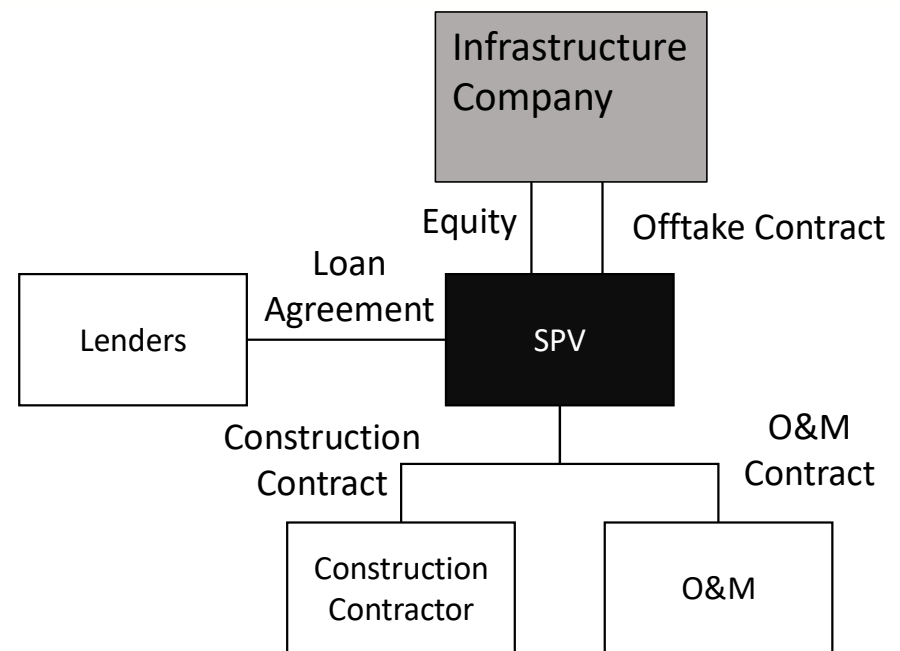 Infrastructure
Company
Equity
Offtake Contract
Loan
Agreement
Lenders
SPV
Construction
Contract
O&M
Contract
Construction
Contractor
O&M